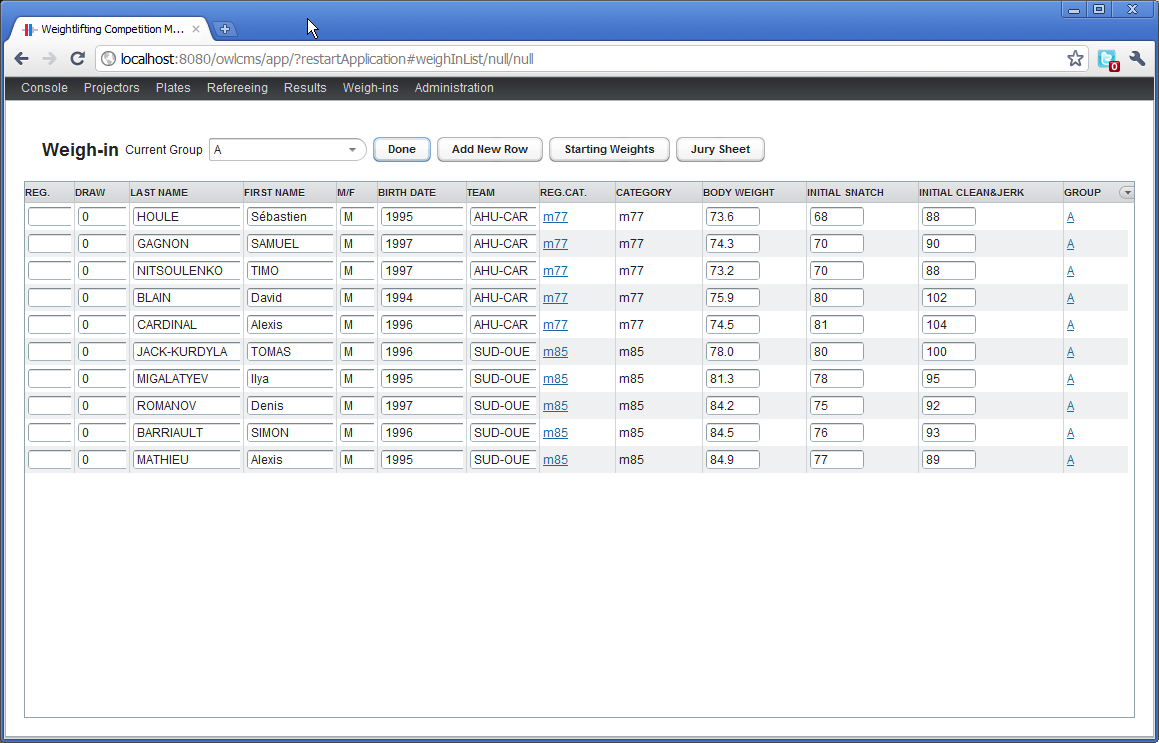 Weightlifting Competition M...
localhost:8080/owlcms/app/?restartApplication#weighInList/null/null
0
Console Projectors Plates Refereeing Results Weigh-ins Administration
Weigh-in Current Group A Done Add New Row Starting Weights Jury Sheet
REG. DRAW LAST NAME FIRST NAME M/F BIRTH DATE TEAM REG.CAT. CATEGORY BODY WEIGHT INITIAL SNATCH INITIAL CLEAN&JERK GROUP
0 HOULE Sébastien M 1995 AHU-CAR m77 m77 73.6 68 88 A
0 GAGNON SAMUEL M 1997 AHU-CAR m77 m77 74.3 70 90 A
0 NITSOULENKO TIMO M 1997 AHU-CAR m77 m77 73.2 70 88 A
0 BLAIN David M 1994 AHU-CAR m77 m77 75.9 80 102 A
0 CARDINAL Alexis M 1996 AHU-CAR m77 m77 74.5 81 104 A
0 JACK-KURDYLA TOMAS M 1996 SUD-OUE m85 m85 78.0 80 100 A
0 MIGALATYEV Ilya M 1995 SUD-OUE m85 m85 81.3 78 95 A
0 ROMANOV Denis M 1997 SUD-OUE m85 m85 84.2 75 92 A
0 BARRIAULT SIMON M 1996 SUD-OUE m85 m85 84.5 76 93 A
0 MATHIEU Alexis M 1995 SUD-OUE m85 m85 84.9 77 89 A